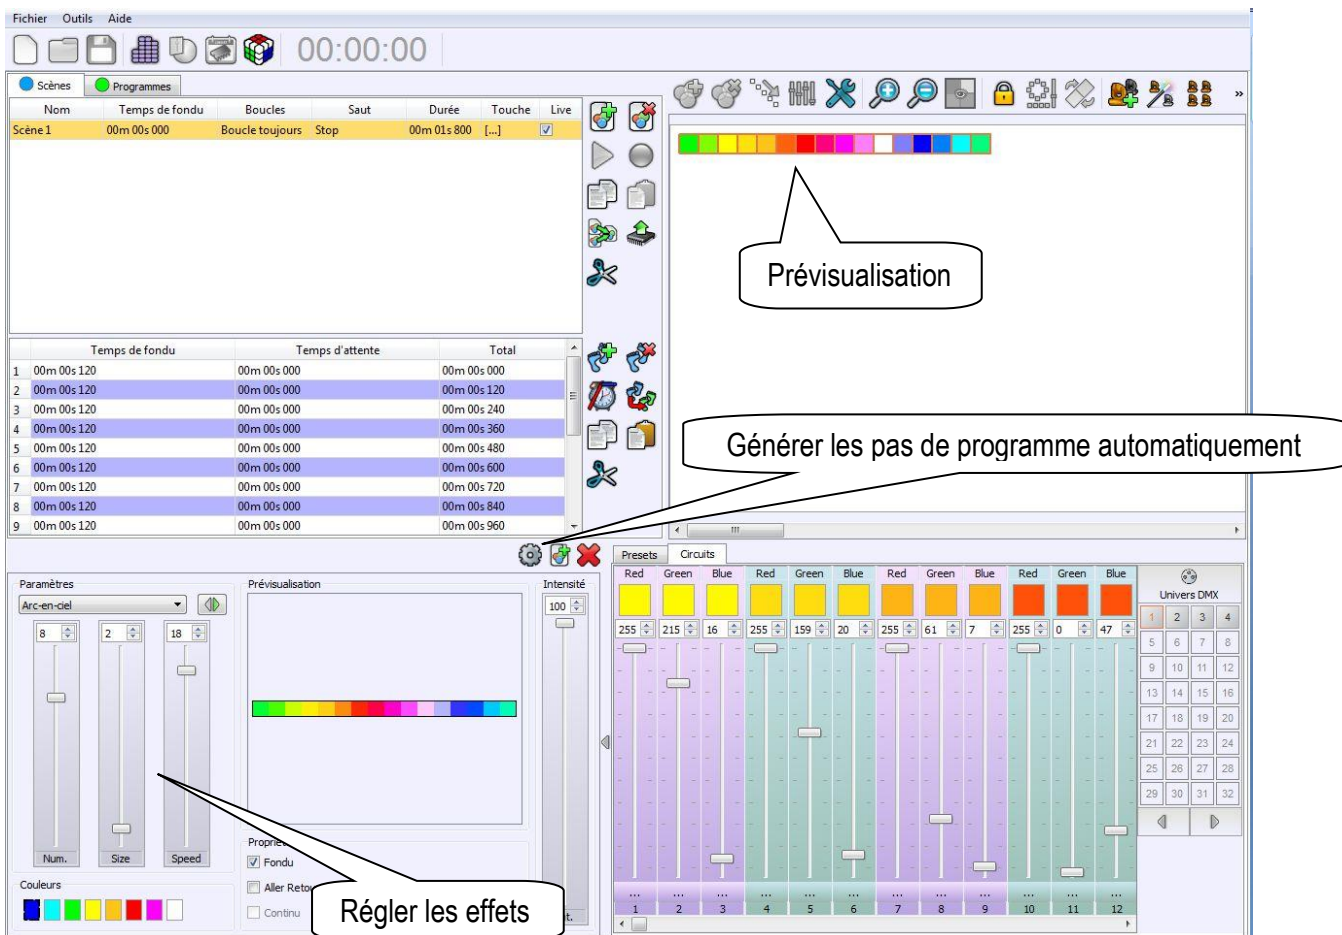 Fichier Outils Aide
00:00:00
Scènes Programmes
Nom Temps de fondu Boucles Saut Durée Touche Live
Scène 1 00m 00s 000 Boucle toujours Stop 00m 01s 800 [...]
»
Prévisualisation
Temps de fondu Temps d'attente Total
1 00m 00s 120 00m 00s 000 00m 00s 000
2 00m 00s 120 00m 00s 000 00m 00s 120
3 00m 00s 120 00m 00s 000 00m 00s 240
4 00m 00s 120 00m 00s 000 00m 00s 360
5 00m 00s 120 00m 00s 000 00m 00s 480
6 00m 00s 120 00m 00s 000 00m 00s 600
7 00m 00s 120 00m 00s 000 00m 00s 720
8 00m 00s 120 00m 00s 000 00m 00s 840
9 00m 00s 120 00m 00s 000 00m 00s 960
Générer les pas de programme automatiquement
Paramètres
Arc-en-ciel
8 2 18
Num. Size Speed
Couleurs
Prévisualisation
Fondu
Aller
Continu
Intensité
100
Régler les effets
Presets Circuits
Red Green Blue Red Green Blue Red Green Blue Red Green Blue
255 215 16 255 159 20 255 61 7 255 0 47
... ... ... ... ... ... ... ... ... ... ... ...
1 2 3 4 5 6 7 8 9 10 11 12
Univers DMX
1 2 3 4
5 6 7 8
9 10 11 12
13 14 15 16
17 18 19 20
21 22 23 24
25 26 27 28
29 30 31 32